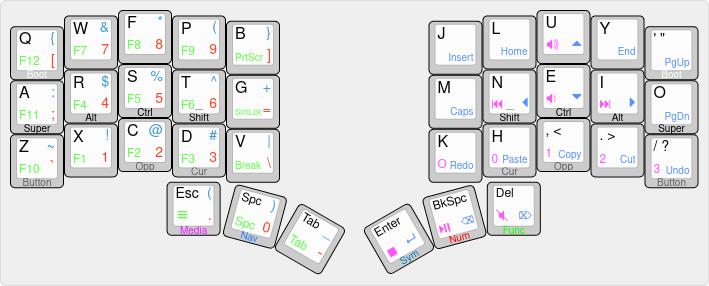 Q { F12 [ Boot
W & F7 7
F * F8 8
P ( F9 9
B } PrtScr ]
J Insert
L Home
U
Y End
' " PgUp Boot
A : F11 ; Super
R $ F4 4 Alt
S % F5 5 Ctrl
T ^ F6 _ 6 Shift
G + ScrLck =
M Caps
N _ Shift
E Ctrl
I Alt
O PgDn Super
Z ~ F10 ` Button
X ! F1 1
C @ F2 2 Opp
D # F3 3 Cur
V | Break \
K Redo
H 0 Paste Cur
, < 1 Copy Opp
. > 2 Cut
/ ? 3 Undo Button
Esc ( . Media
Spc ) Spc 0 Nav
Tab _ Tab -
Enter Sym
BkSpc Num
Del Func